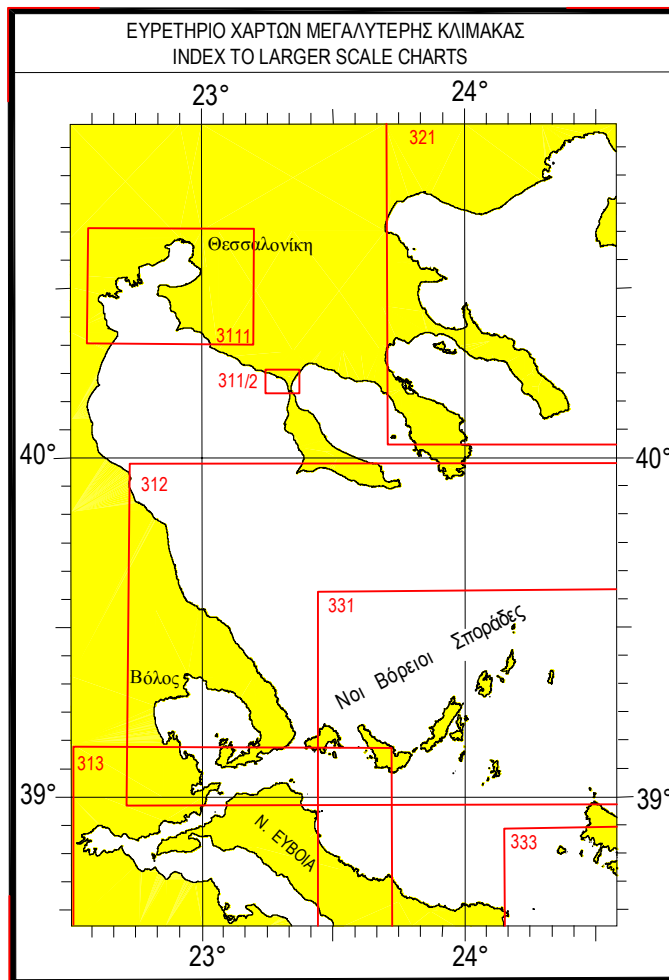 ΕΥΡΕΤΗΡΙΟ ΧΑΡΤΩΝ ΜΕΓΑΛΥΤΕΡΗΣ ΚΛΙΜΑΚΑΣ
INDEX TO LARGER SCALE CHARTS
23° 24°
321
Θεσσαλονίκη
3111
311/2
40° 40°
312
331
Νοι Βόρειοι Σποράδες
Βόλος
313
39° 39°
Ν. ΕΥΒΟΙΑ
333
23° 24°